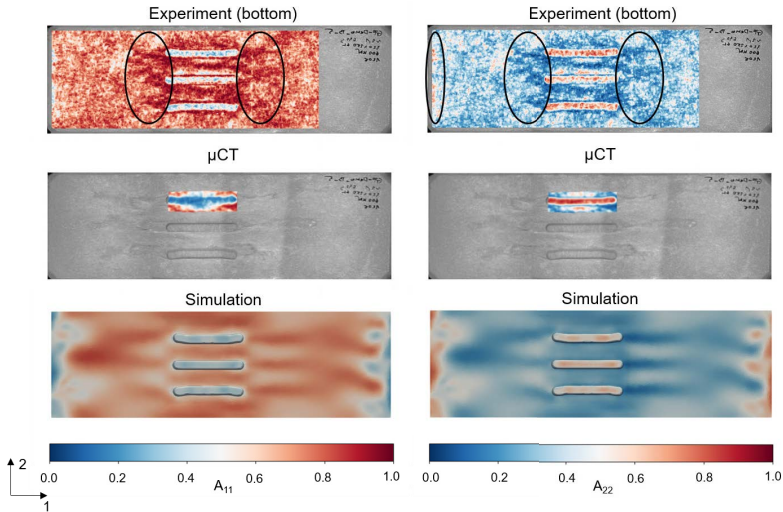 Experiment (bottom)
Experiment (bottom)
µCT
µCT
Simulation
Simulation
0.0 0.2 0.4 0.6 0.8 1.0
0.0 0.2 0.4 0.6 0.8 1.0
A11
A22
2
1